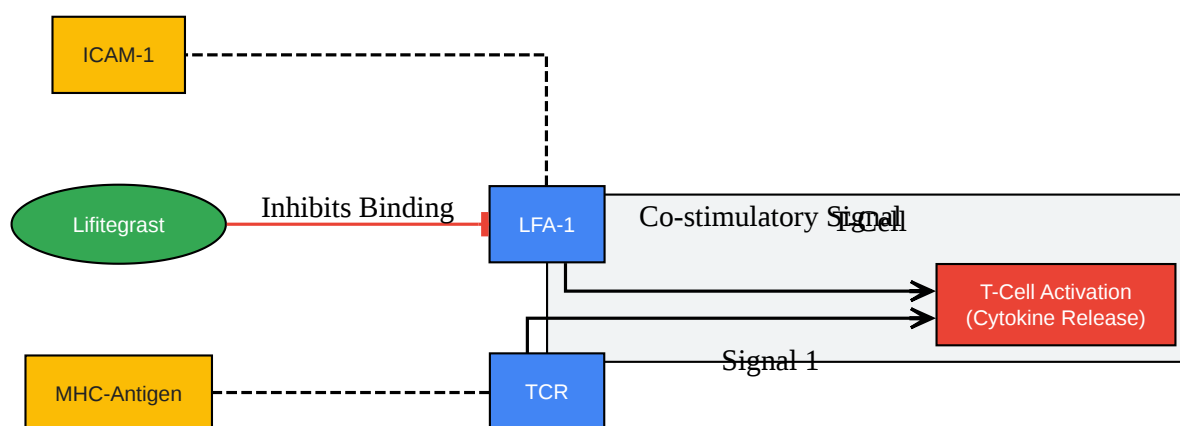 ICAM-1
Lifitegrast
Inhibits Binding
LFA-1
Co-stimulatory Signal
T-Cell
T-Cell Activation
(Cytokine Release)
Signal 1
MHC-Antigen
TCR